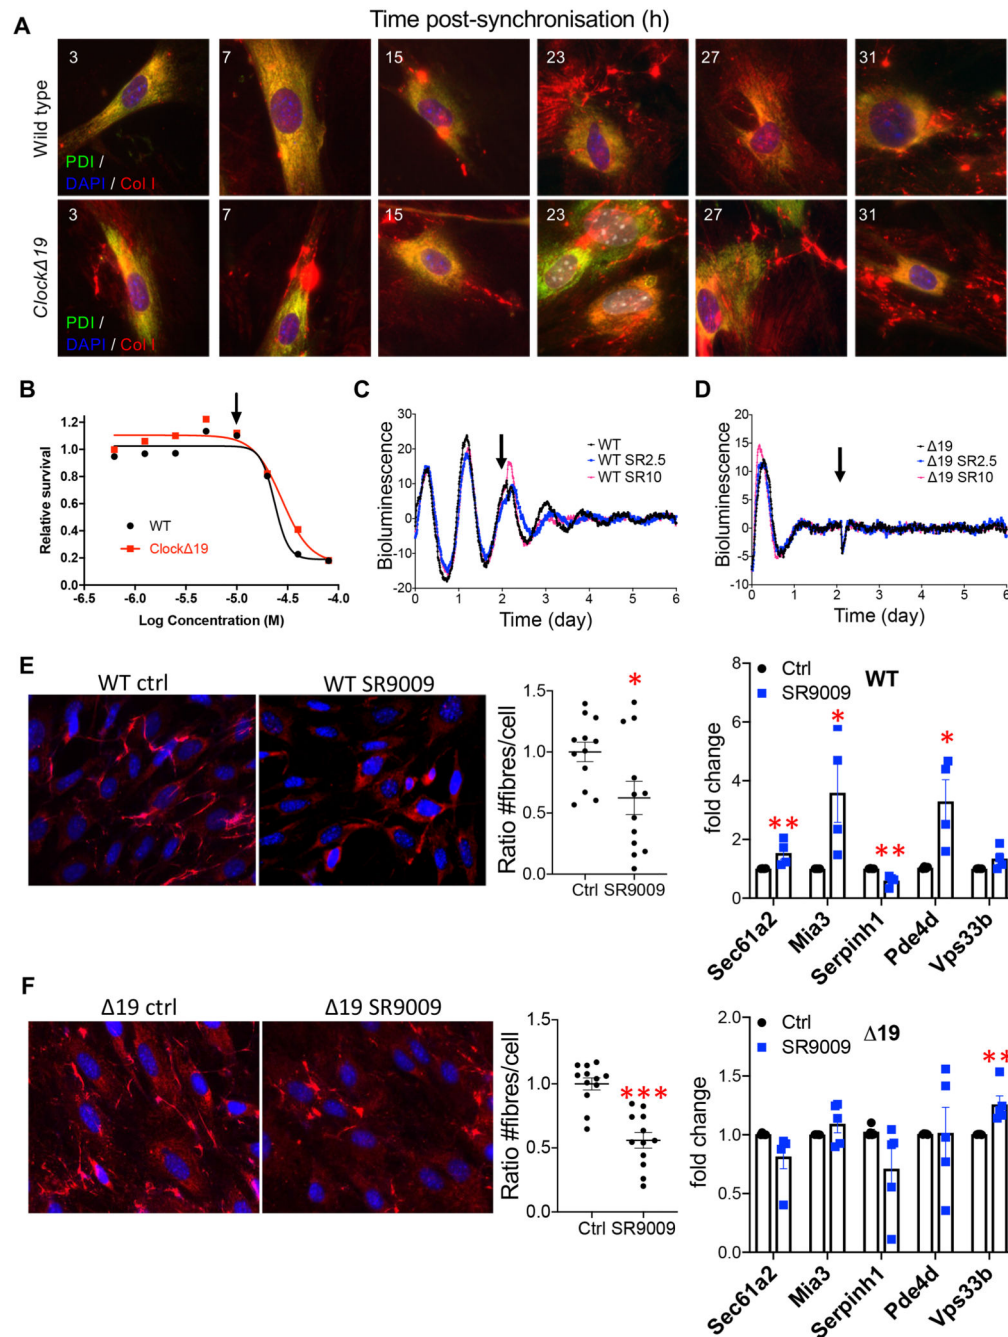 A
Time post-synchronisation (h)
Wild type
3
7
15
23
27
31
PDI /
DAPI / Col I
ClockΔ19
3
7
15
23
27
31
PDI /
DAPI / Col I
B
Relative survival
1.2
1.0
0.8
0.6
0.4
0.2
0.0
WT
ClockΔ19
-6.5 -6.0 -5.5 -5.0 -4.5 -4.0
Log Concentration (M)
C
Bioluminescence
30
20
10
0
-10
-20
WT
WT SR2.5
WT SR10
0 1 2 3 4 5 6
Time (day)
D
Bioluminescence
20
15
10
5
0
-5
-10
Δ19
Δ19 SR2.5
Δ19 SR10
0 1 2 3 4 5 6
Time (day)
E
WT ctrl
WT SR9009
Ratio #fibres/cell
1.5
1.0
0.5
0.0
*
Ctrl SR9009
fold change
8
6
4
2
0
Ctrl
SR9009
WT
** * ** *
Sec61a2
Mia3
Serpinh1
Pde4d
Vps33b
F
Δ19 ctrl
Δ19 SR9009
Ratio #fibres/cell
1.5
1.0
0.5
0.0
***
Ctrl SR9009
fold change
2.0
1.5
1.0
0.5
0.0
Ctrl
SR9009
Δ19
**
Sec61a2
Mia3
Serpinh1
Pde4d
Vps33b